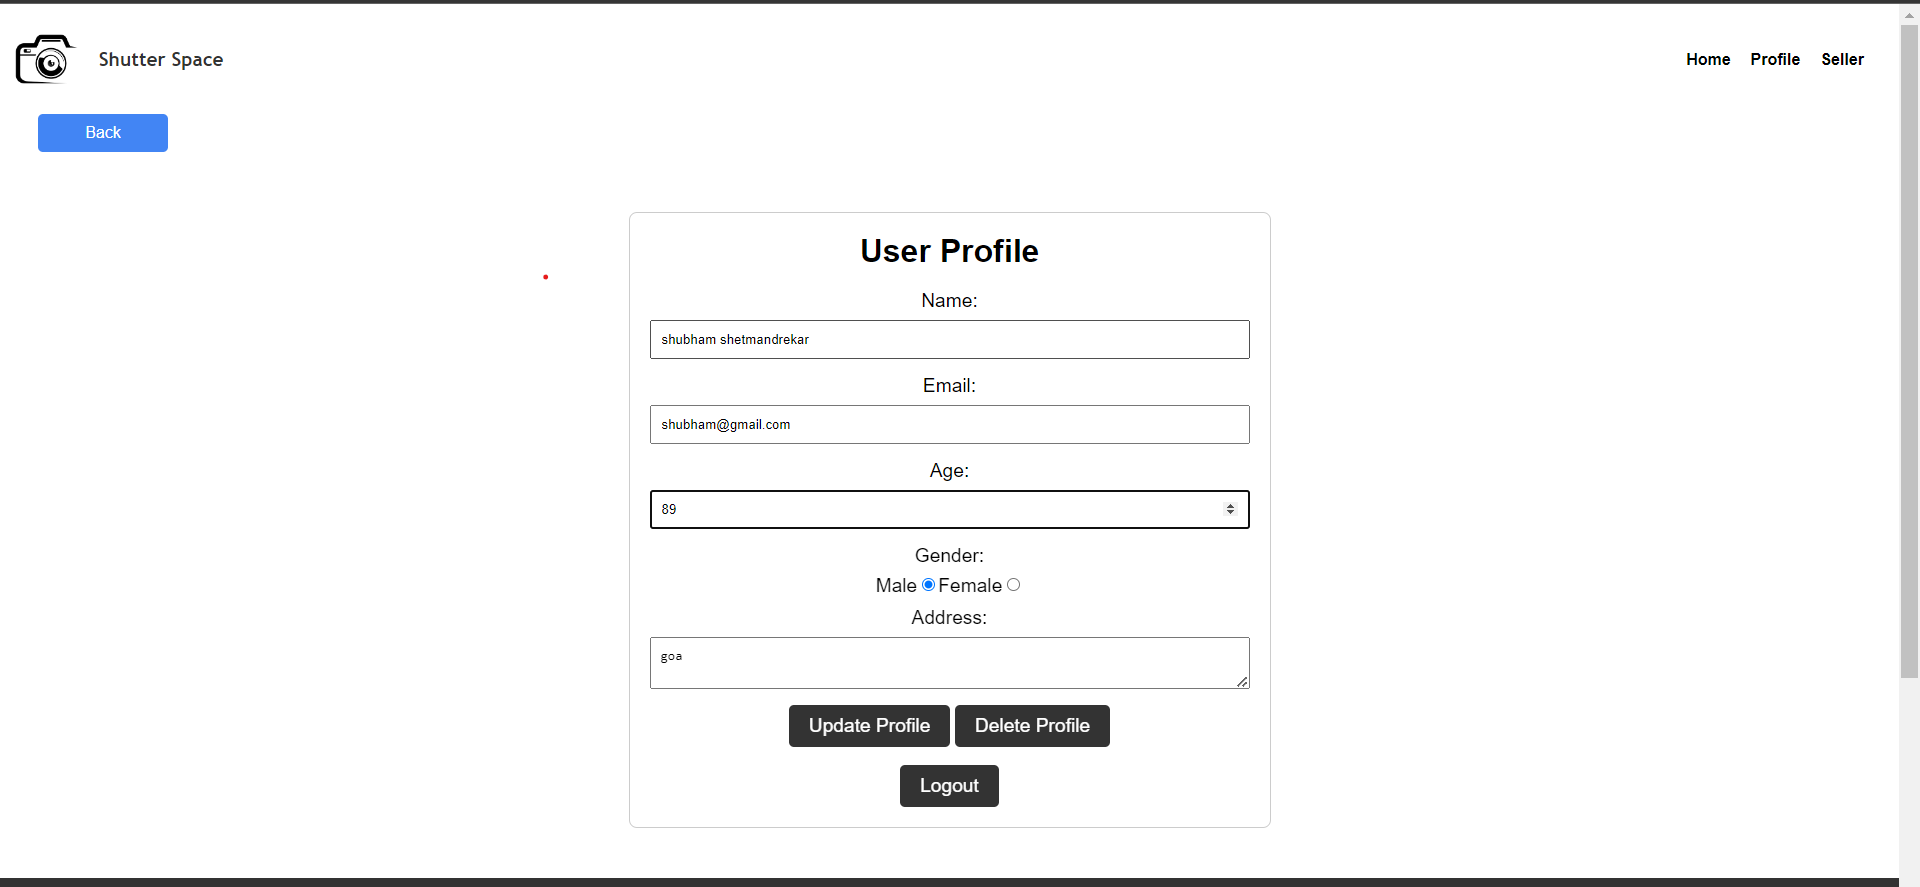 Shutter Space
Home Profile Seller
Back
User Profile
Name:
shubham shetmandrekar
Email:
shubham@gmail.com
Age:
89
Gender:
Male Female
Address:
goa
Update Profile Delete Profile
Logout